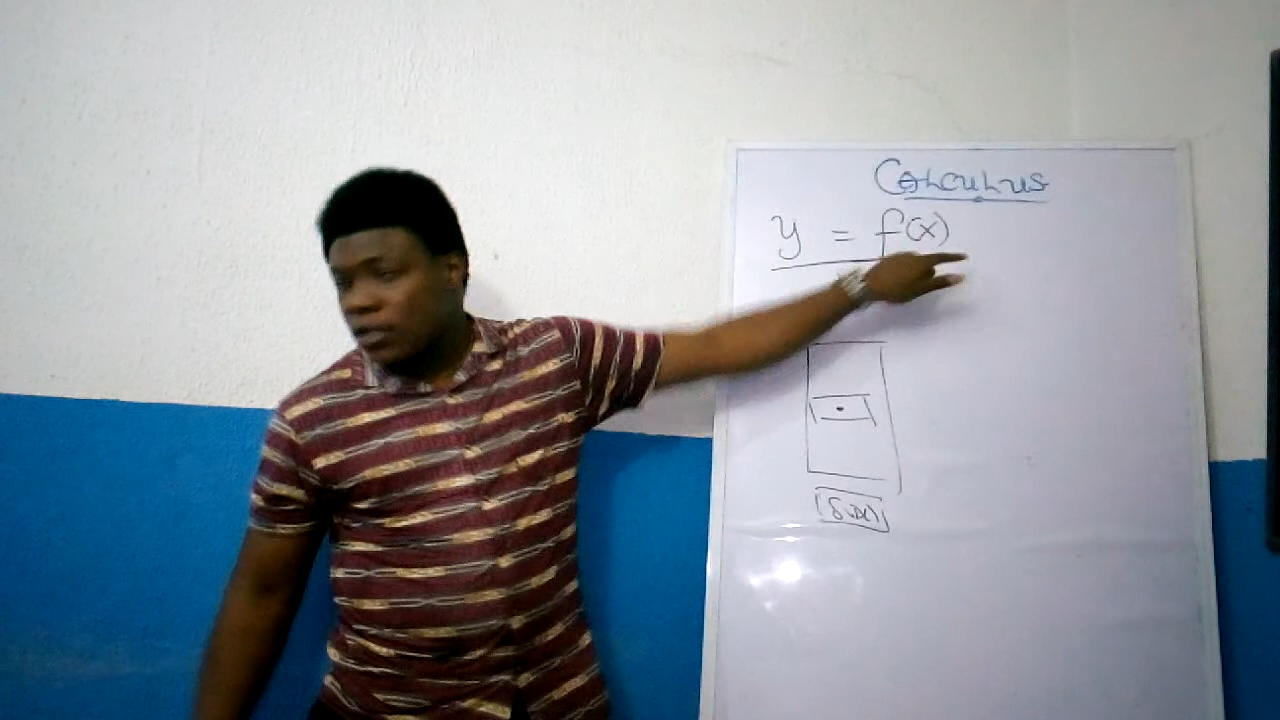 Calculus
y = f(x)